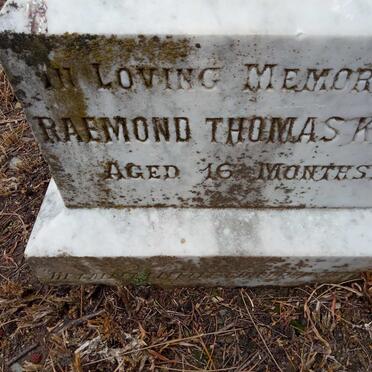 IN LOVING MEMOR
RAEMOND THOMAS K
AGED 16 MONTHS